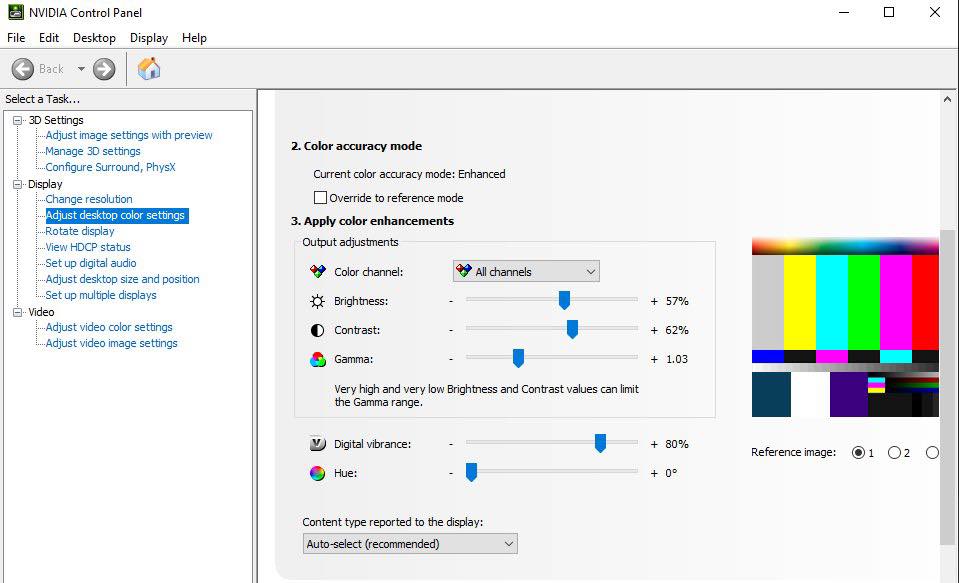 NVIDIA Control Panel
File Edit Desktop Display Help
Back
Select a Task...
3D Settings
Adjust image settings with preview
Manage 3D settings
Configure Surround, PhysX
Display
Change resolution
Adjust desktop color settings
Rotate display
View HDCP status
Set up digital audio
Adjust desktop size and position
Set up multiple displays
Video
Adjust video color settings
Adjust video image settings
2. Color accuracy mode
Current color accuracy mode: Enhanced
Override to reference mode
3. Apply color enhancements
Output adjustments
Color channel: All channels
Brightness: - + 57%
Contrast: - + 62%
Gamma: - + 1.03
Very high and very low Brightness and Contrast values can limit
the Gamma range.
Digital vibrance: - + 80%
Hue: - + 0°
Reference image: 1 2
Content type reported to the display:
Auto-select (recommended)